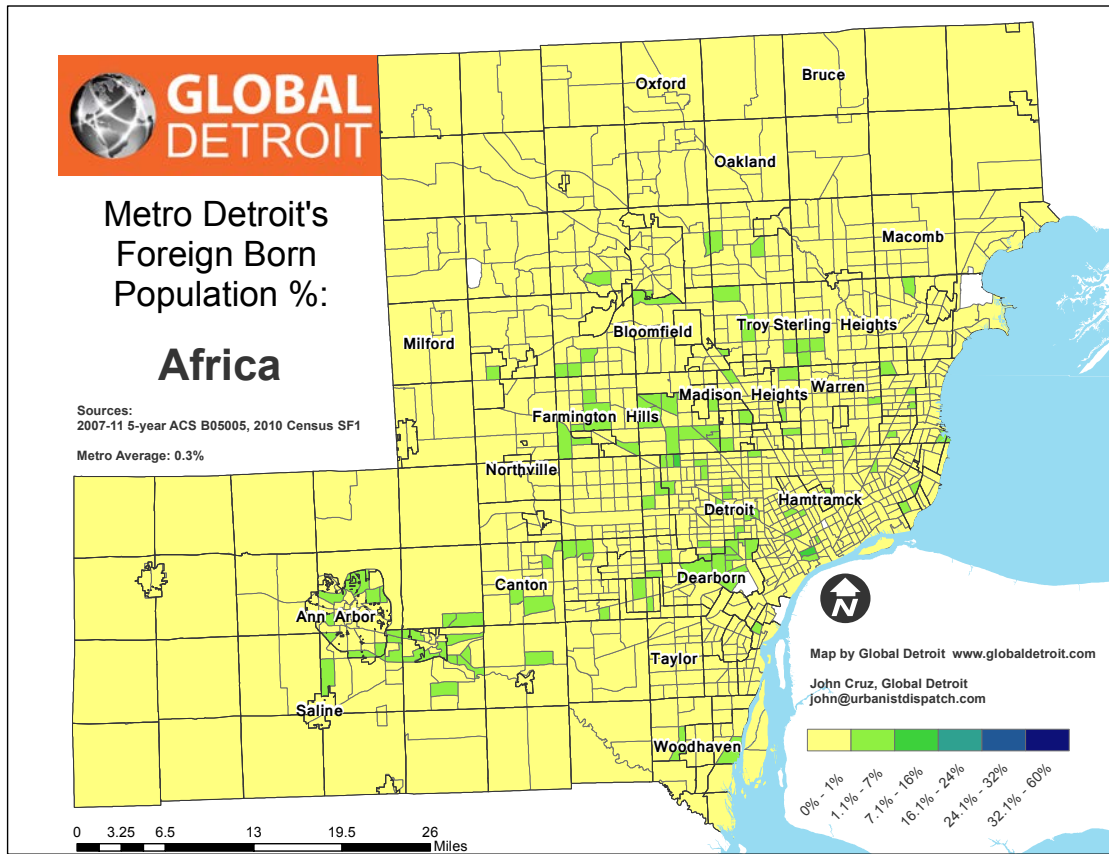 GLOBAL
DETROIT
Metro Detroit's
Foreign Born
Population %:
Africa
Sources:
2007-11 5-year ACS B05005, 2010 Census SF1
Metro Average: 0.3%
Oxford
Bruce
Oakland
Macomb
Milford
Bloomfield
Troy
Sterling Heights
Madison Heights
Warren
Farmington Hills
Northville
Detroit
Hamtramck
Canton
Dearborn
Ann Arbor
Taylor
Saline
Woodhaven
N
Map by Global Detroit www.globaldetroit.com
John Cruz, Global Detroit
john@urbanistdispatch.com
0% - 1%
1.1% - 7%
7.1% - 16%
16.1% - 24%
24.1% - 32%
32.1% - 60%
0 3.25 6.5 13 19.5 26
Miles